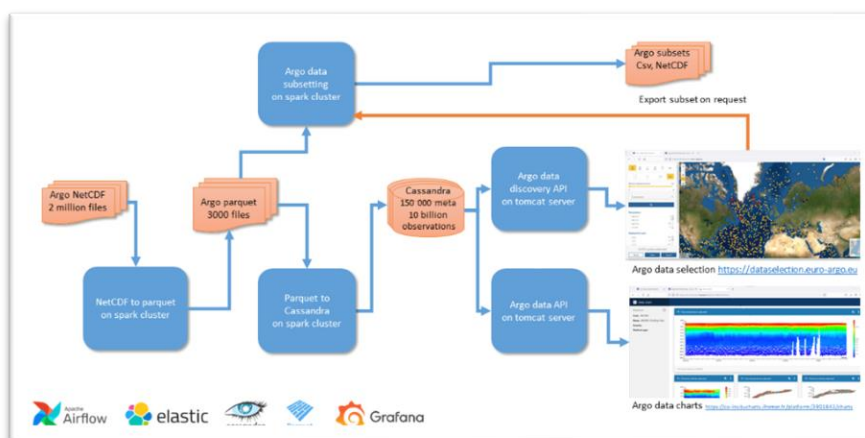 Argo data
subsetting
on spark cluster
Argo subsets
Csv, NetCDF
Export subset on request
Argo NetCDF
2 million files
Argo parquet
3000 files
Cassandra
150 000 meta
10 billion
observations
Argo data
discovery API
on tomcat server
Argo data selection https://dataselection.euro-argo.eu
NetCDF to parquet
on spark cluster
Parquet to
Cassandra
on spark cluster
Argo data API
on tomcat server
Argo data charts
Apache
Airflow
elastic
Grafana